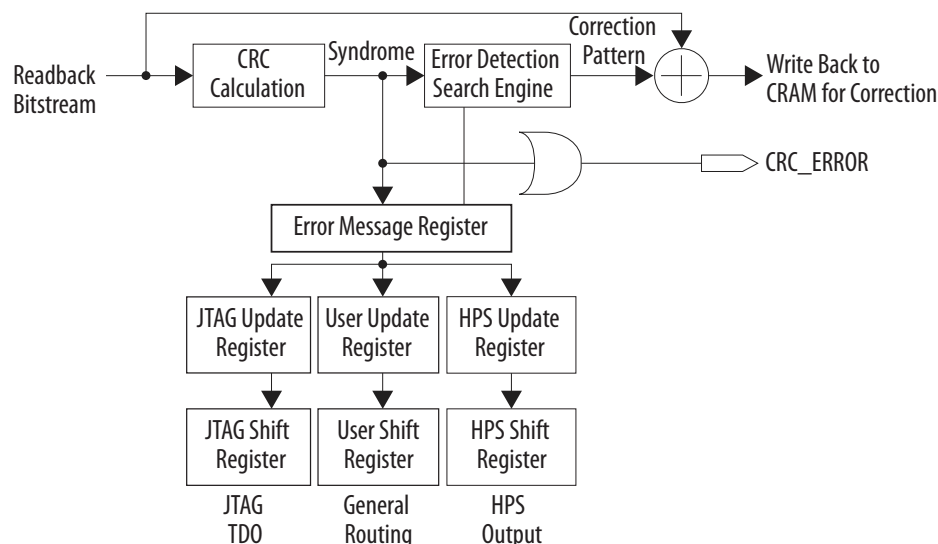 Readback
Bitstream
CRC
Calculation
Syndrome
Error Detection
Search Engine
Correction
Pattern
Write Back to
CRAM for Correction
CRC_ERROR
Error Message Register
JTAG Update
Register
User Update
Register
HPS Update
Register
JTAG Shift
Register
User Shift
Register
HPS Shift
Register
JTAG
TDO
General
Routing
HPS
Output